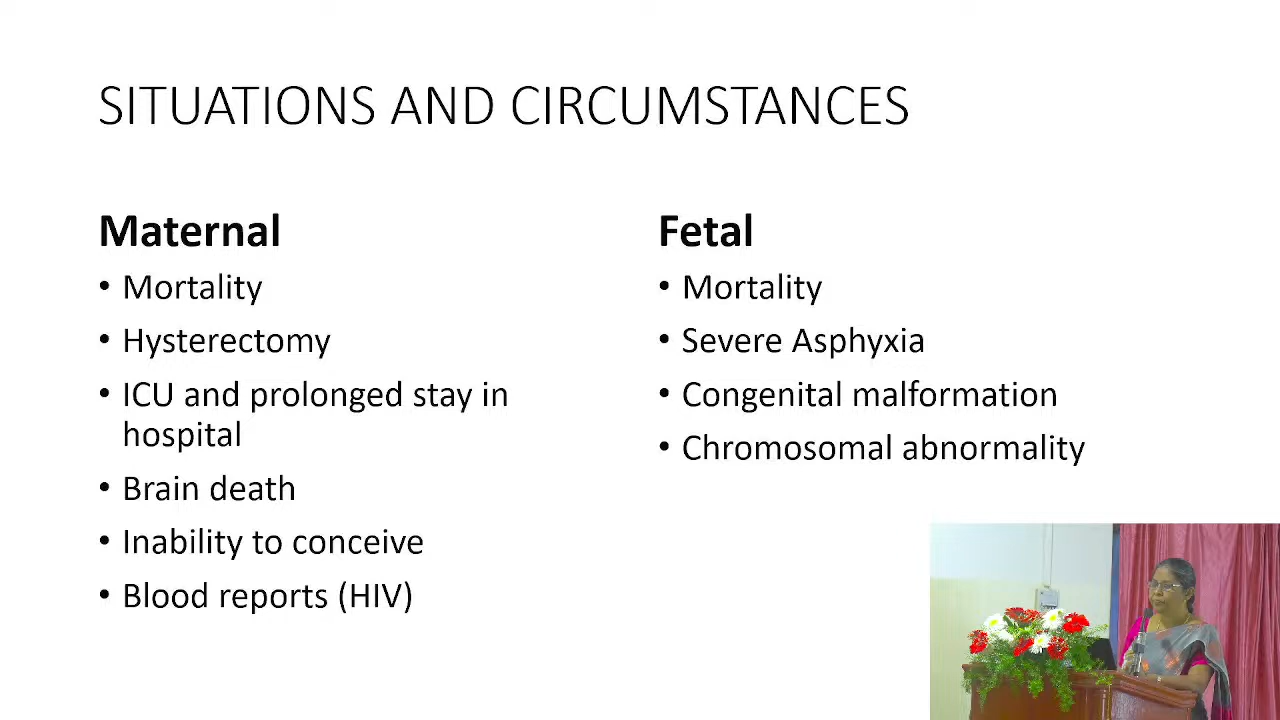 SITUATIONS AND CIRCUMSTANCES
Maternal
• Mortality
• Hysterectomy
• ICU and prolonged stay in
hospital
• Brain death
• Inability to conceive
• Blood reports (HIV)
Fetal
• Mortality
• Severe Asphyxia
• Congenital malformation
• Chromosomal abnormality